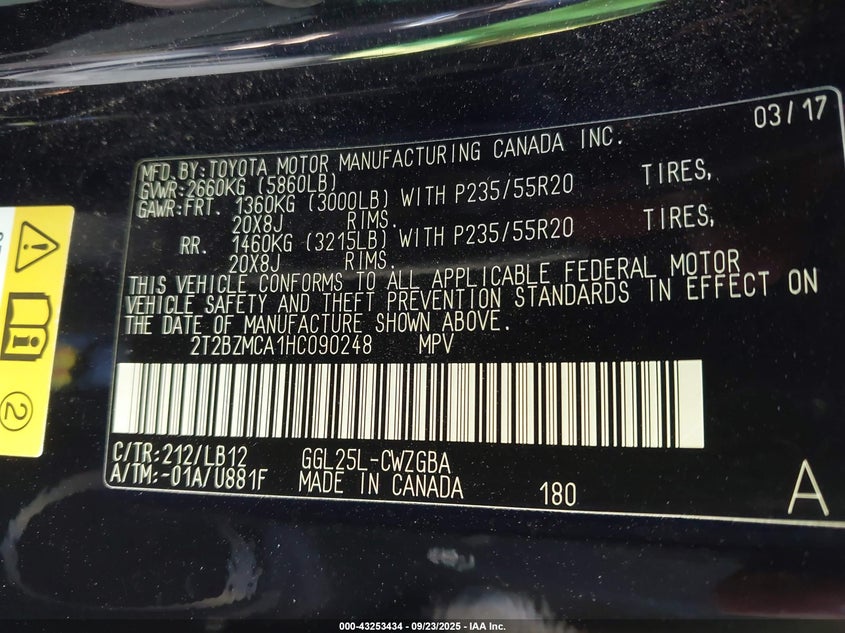 03/17
MFD. BY: TOYOTA MOTOR MANUFACTURING CANADA INC.
GVWR: 2660KG (5860LB)
GAWR: FRT. 1360KG (3000LB) WITH P235/55R20 TIRES,
20X8J RIMS.
RR. 1460KG (3215LB) WITH P235/55R20 TIRES,
20X8J RIMS.
THIS VEHICLE CONFORMS TO ALL APPLICABLE FEDERAL MOTOR
VEHICLE SAFETY AND THEFT PREVENTION STANDARDS IN EFFECT ON
THE DATE OF MANUFACTURE SHOWN ABOVE.
2T2BZMCA1HC090248 MPV
C/TR: 212/LB12 GGL25L-CWZGBA
A/TM: -01A/U881F MADE IN CANADA 180 A
2
000-43253434 - 09/23/2025 - IAA Inc.